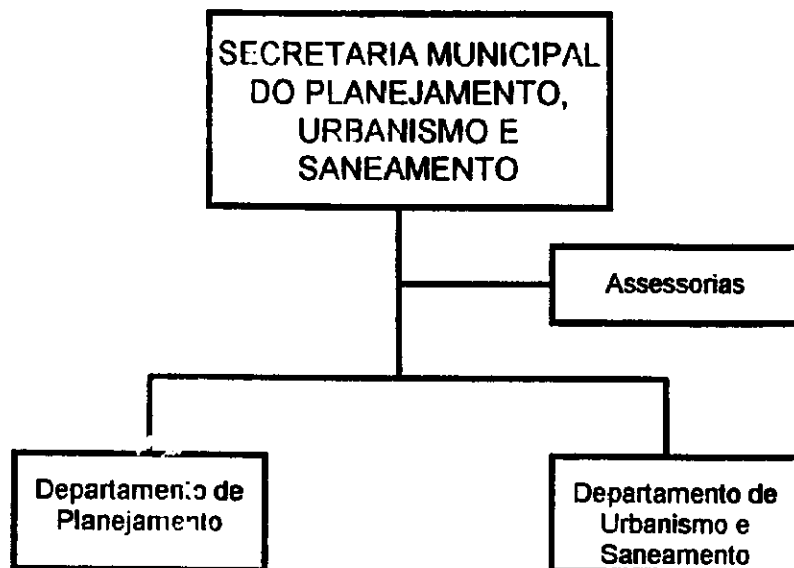 SECRETARIA MUNICIPAL
DO PLANEJAMENTO,
URBANISMO E
SANEAMENTO
Assessorias
Departamento de
Planejamento
Departamento de
Urbanismo e
Saneamento